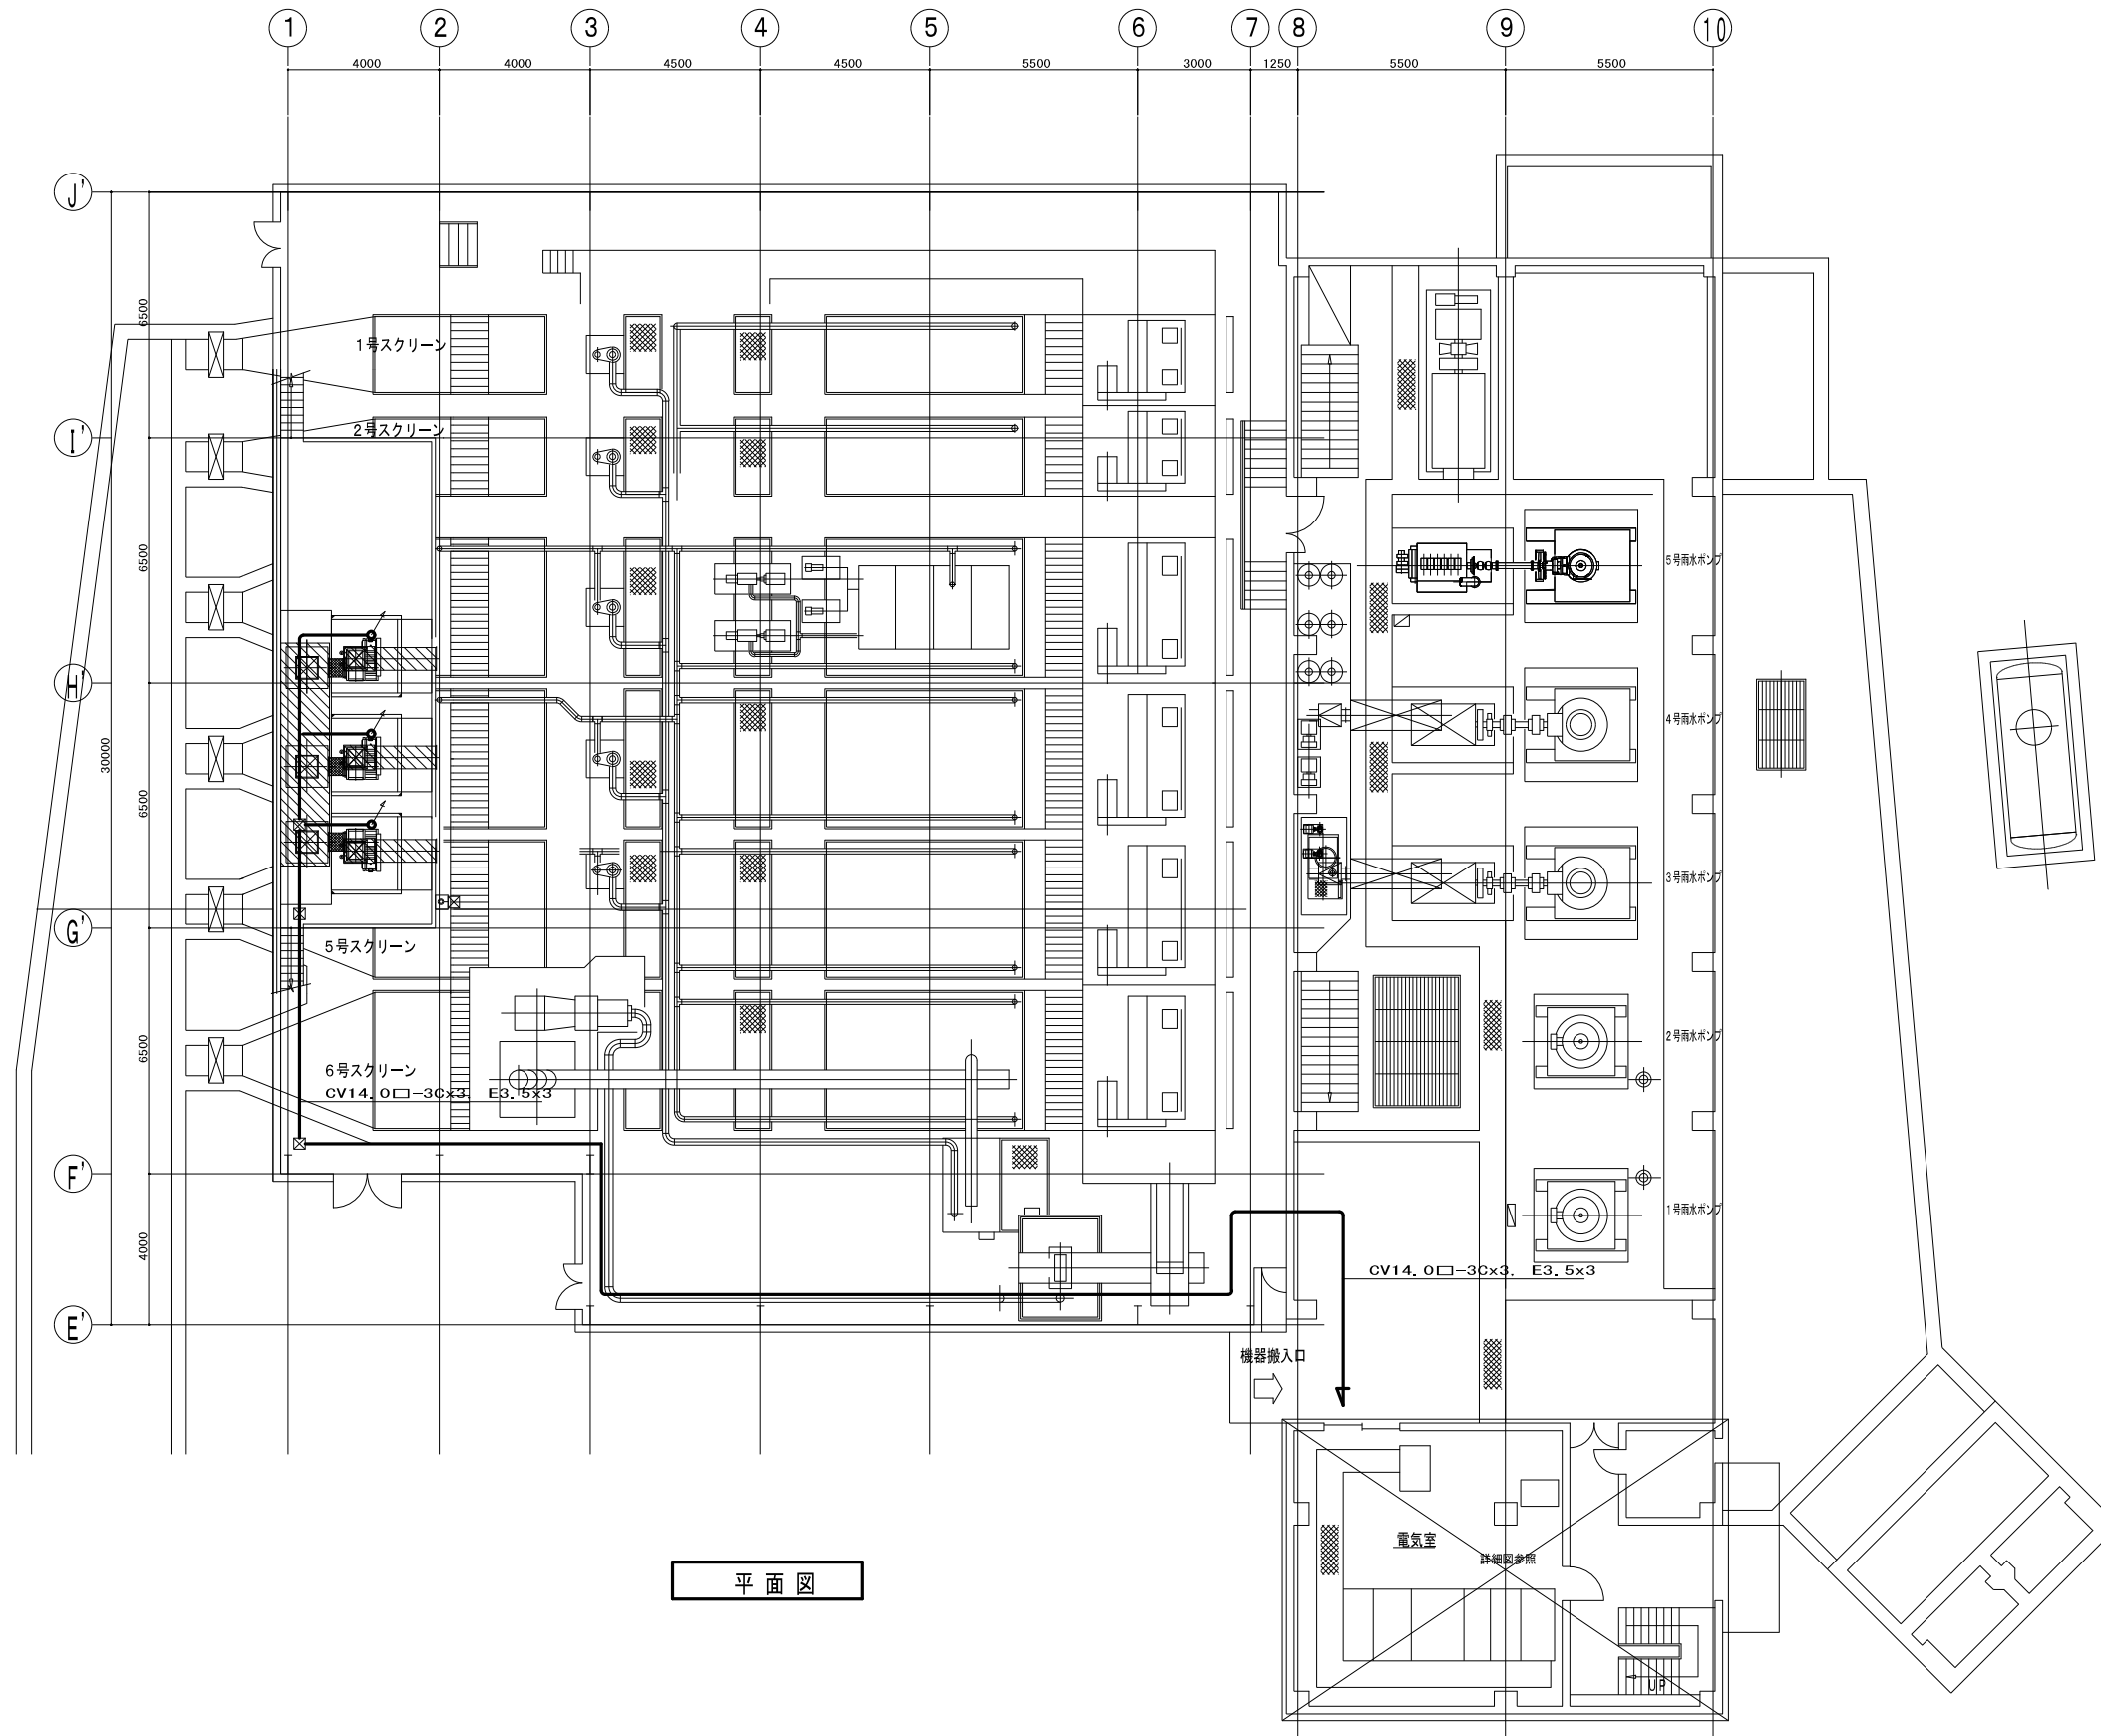 1 2 3 4 5 6 7 8 9 10
4000 4000 4500 4500 5500 3000 1250 5500 5500
J'
6500
1号スクリーン
I'
2号スクリーン
6500
5号雨水ポンプ
H'
4号雨水ポンプ
30000
6500
3号雨水ポンプ
G'
5号スクリーン
6500
2号雨水ポンプ
6号スクリーン
CV14.0□-3Cx3. E3.5x3
F'
1号雨水ポンプ
4000
CV14.0□-3Cx3. E3.5x3
E'
機器搬入口
電気室
詳細図参照
平面図
UP